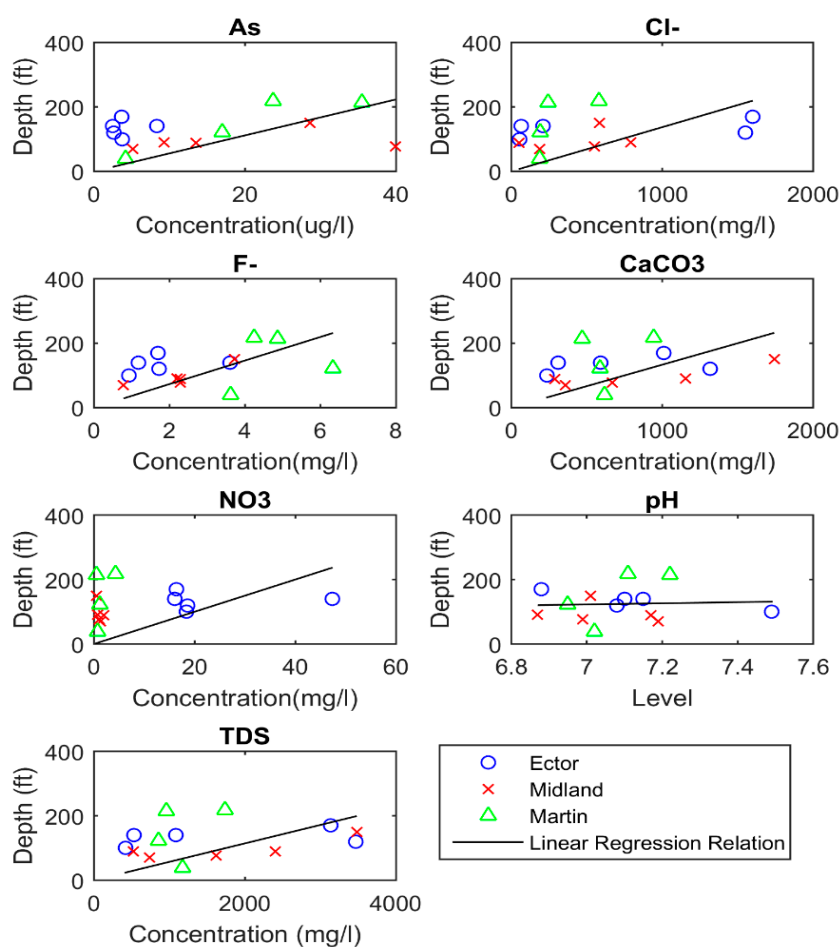 As
Depth (ft)
400
200
0
0 20 40
Concentration(ug/l)
Cl-
Depth (ft)
400
200
0
0 1000 2000
Concentration(mg/l)
F-
Depth (ft)
400
200
0
0 2 4 6 8
Concentration(mg/l)
CaCO3
Depth (ft)
400
200
0
0 1000 2000
Concentration(mg/l)
NO3
Depth (ft)
400
200
0
0 20 40 60
Concentration(mg/l)
pH
Depth (ft)
400
200
0
6.8 7 7.2 7.4 7.6
Level
TDS
Depth (ft)
400
200
0
0 2000 4000
Concentration (mg/l)
Ector
Midland
Martin
Linear Regression Relation